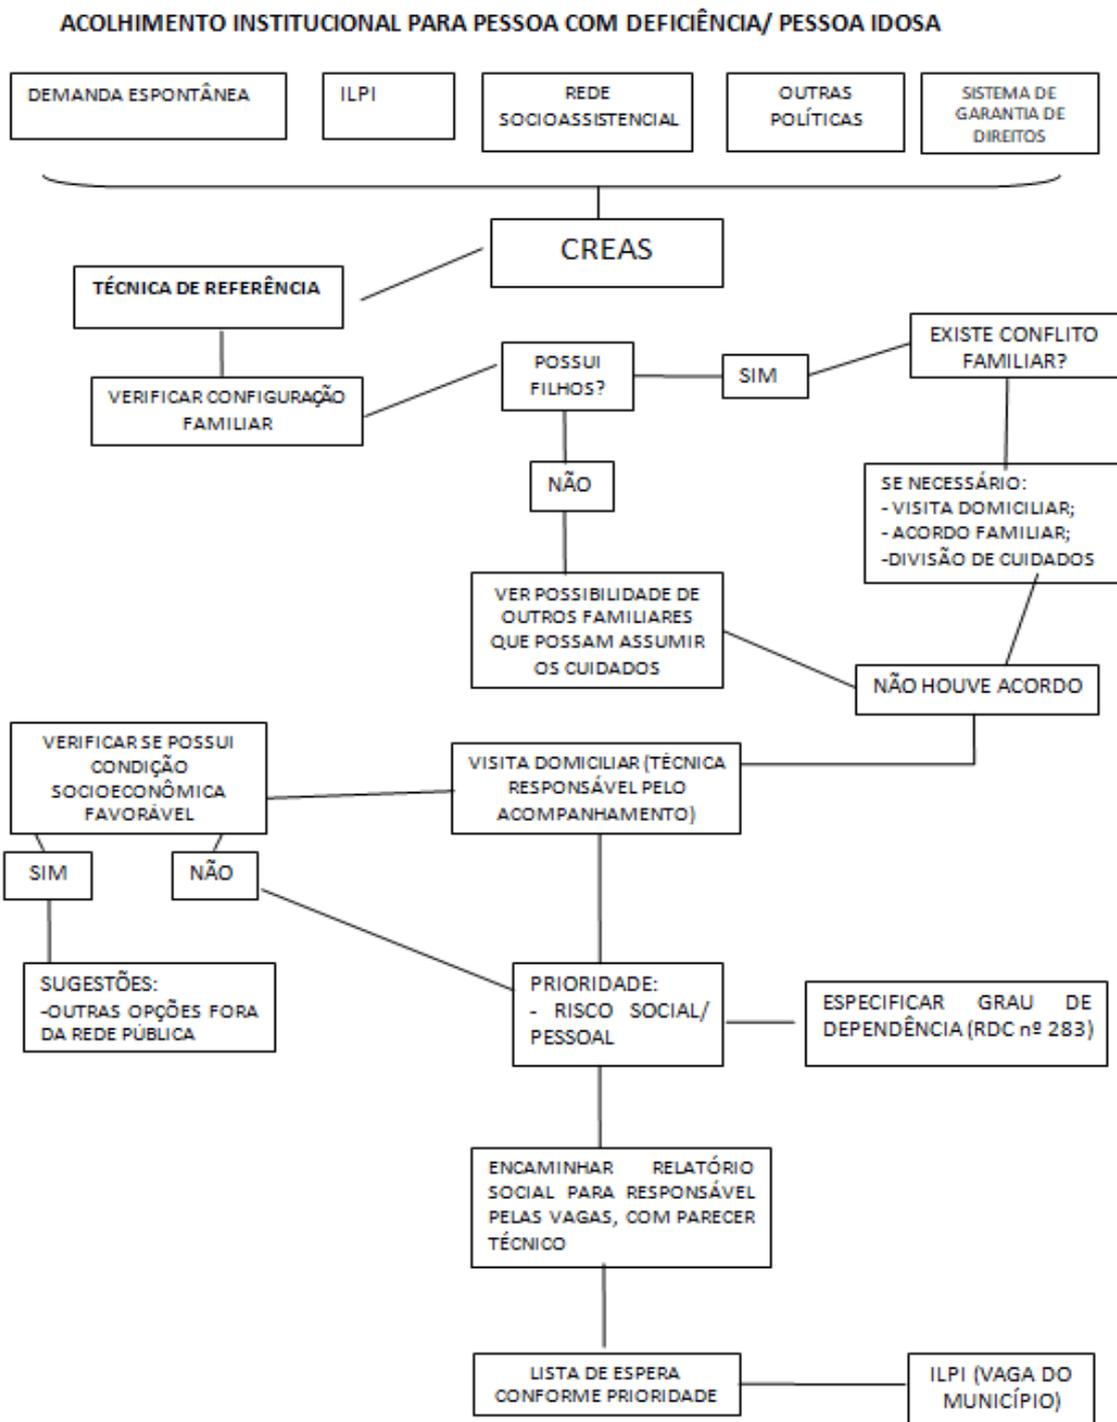 ACOLHIMENTO INSTITUCIONAL PARA PESSOA COM DEFICIÊNCIA/ PESSOA IDOSA
DEMANDA ESPONTÂNEA
ILPI
REDE
SOCIOASSISTENCIAL
OUTRAS
POLÍTICAS
SISTEMA DE
GARANTIA DE
DIREITOS
CREAS
TÉCNICA DE REFERÊNCIA
VERIFICAR CONFIGURAÇÃO
FAMILIAR
POSSUI
FILHOS?
SIM
EXISTE CONFLITO
FAMILIAR?
NÃO
SE NECESSÁRIO:
- VISITA DOMICILIAR;
- ACORDO FAMILIAR;
-DIVISÃO DE CUIDADOS
VER POSSIBILIDADE DE
OUTROS FAMILIARES
QUE POSSAM ASSUMIR
OS CUIDADOS
NÃO HOUVE ACORDO
VERIFICAR SE POSSUI
CONDIÇÃO
SOCIOECONÔMICA
FAVORÁVEL
VISITA DOMICILIAR (TÉCNICA
RESPONSÁVEL PELO
ACOMPANHAMENTO)
SIM
NÃO
SUGESTÕES:
-OUTRAS OPÇÕES FORA
DA REDE PÚBLICA
PRIORIDADE:
- RISCO SOCIAL/
PESSOAL
ESPECIFICAR GRAU DE
DEPENDÊNCIA (RDC nº 283)
ENCAMINHAR RELATÓRIO
SOCIAL PARA RESPONSÁVEL
PELAS VAGAS, COM PARECER
TÉCNICO
LISTA DE ESPERA
CONFORME PRIORIDADE
ILPI (VAGA DO
MUNICÍPIO)